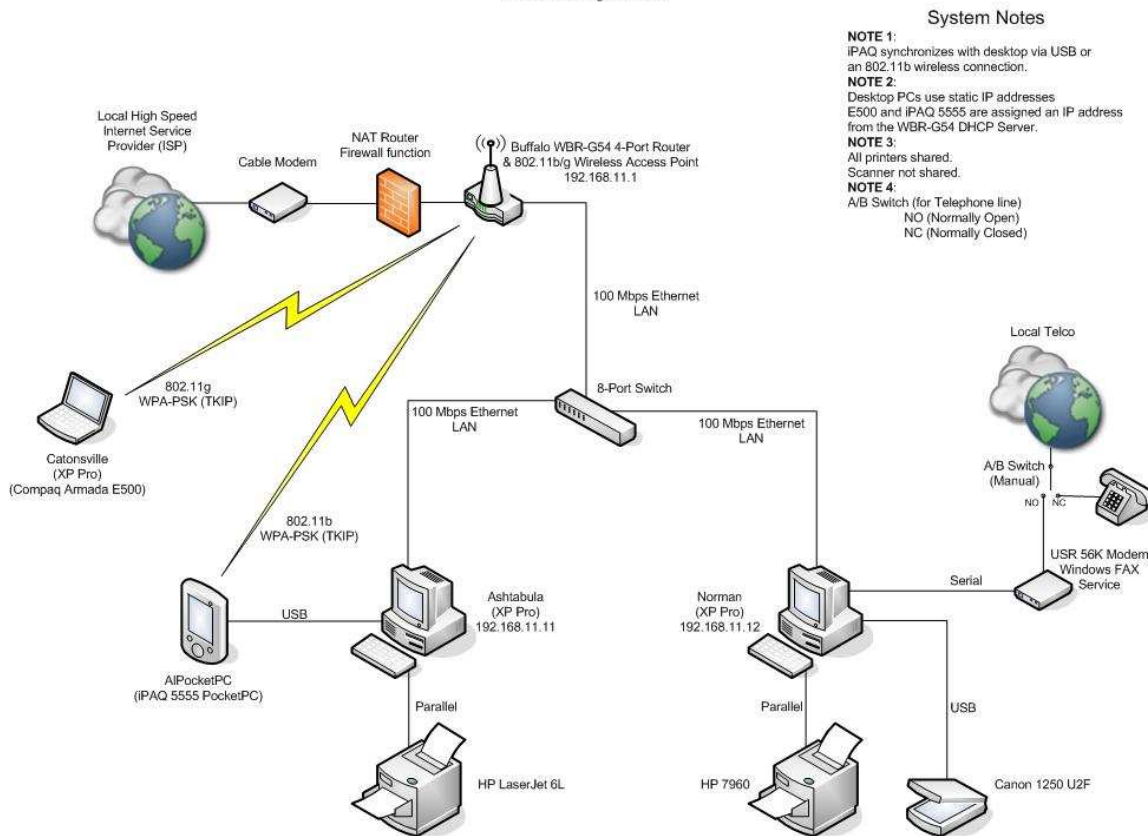 System Notes
NOTE 1:
iPAQ synchronizes with desktop via USB or
an 802.11b wireless connection.
NOTE 2:
Desktop PCs use static IP addresses
E500 and iPAQ 5555 are assigned an IP address
from the WBR-G54 DHCP Server.
NOTE 3:
All printers shared.
Scanner not shared.
NOTE 4:
A/B Switch (for Telephone line)
NO (Normally Open)
NC (Normally Closed)
Local High Speed
Internet Service
Provider (ISP)
Cable Modem
NAT Router
Firewall function
Buffalo WBR-G54 4-Port Router
& 802.11b/g Wireless Access Point
192.168.11.1
100 Mbps Ethernet
LAN
Local Telco
802.11g
WPA-PSK (TKIP)
8-Port Switch
100 Mbps Ethernet
LAN
100 Mbps Ethernet
LAN
Catonsville
(XP Pro)
(Compaq Armada E500)
A/B Switch
(Manual)
NO
NC
802.11b
WPA-PSK (TKIP)
USR 56K Modem
Windows FAX
Service
USB
Ashtabula
(XP Pro)
192.168.11.11
Norman
(XP Pro)
192.168.11.12
Serial
AlPocketPC
(iPAQ 5555 PocketPC)
Parallel
Parallel
USB
HP LaserJet 6L
HP 7960
Canon 1250 U2F